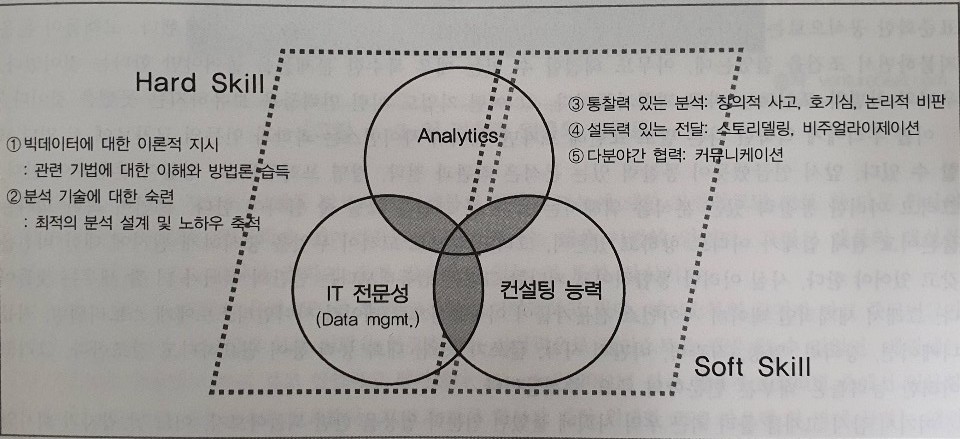 Hard Skill
① 빅데이터에 대한 이론적 지시
: 관련 기법에 대한 이해와 방법론 습득
② 분석 기술에 대한 숙련
: 최적의 분석 설계 및 노하우 축적
Analytics
③ 통찰력 있는 분석: 창의적 사고, 호기심, 논리적 비판
④ 설득력 있는 전달: 스토리델링, 비주얼라이제이션
⑤ 다분야간 협력: 커뮤니케이션
IT 전문성
(Data mgmt.)
컨설팅 능력
Soft Skill